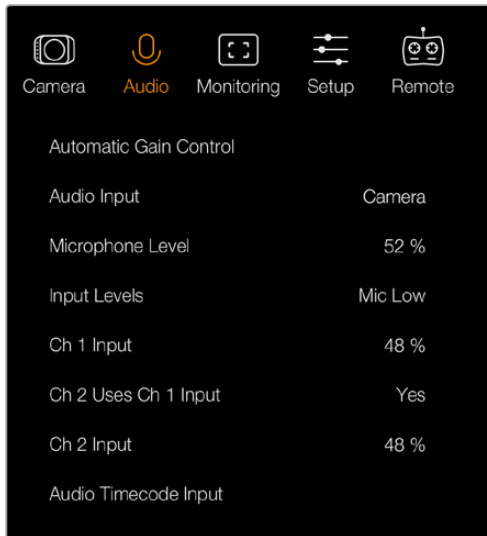 Camera Audio Monitoring Setup Remote
Automatic Gain Control
Audio Input Camera
Microphone Level 52 %
Input Levels Mic Low
Ch 1 Input 48 %
Ch 2 Uses Ch 1 Input Yes
Ch 2 Input 48 %
Audio Timecode Input